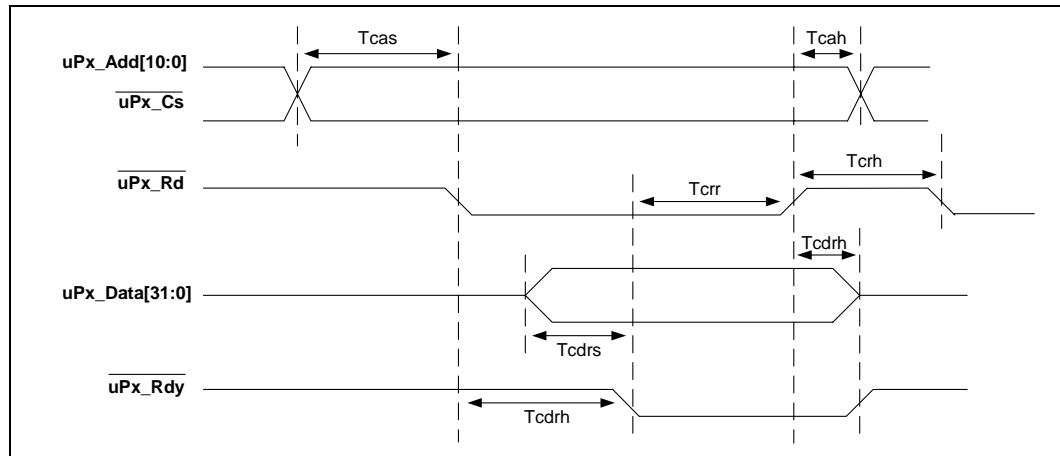 Tcas
Tcah
uPx_Add[10:0]
uPx_Cs
uPx_Rd
Tcrr
Tcrh
Tcdrh
uPx_Data[31:0]
Tcdrs
uPx_Rdy
Tcdrh